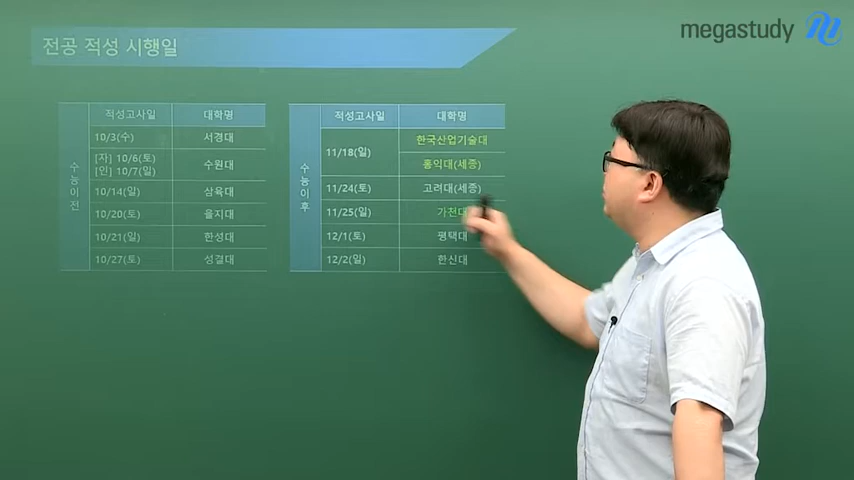 megastudy
전공 적성 시행일
수능이전
적성고사일 대학명
10/3(수) 서경대
[자] 10/6(토)
[인] 10/7(일) 수원대
10/14(일) 삼육대
10/20(토) 을지대
10/21(일) 한성대
10/27(토) 성결대
수능이후
적성고사일 대학명
11/18(일) 한국산업기술대
홍익대(세종)
11/24(토) 고려대(세종)
11/25(일) 가천대
12/1(토) 평택대
12/2(일) 한신대